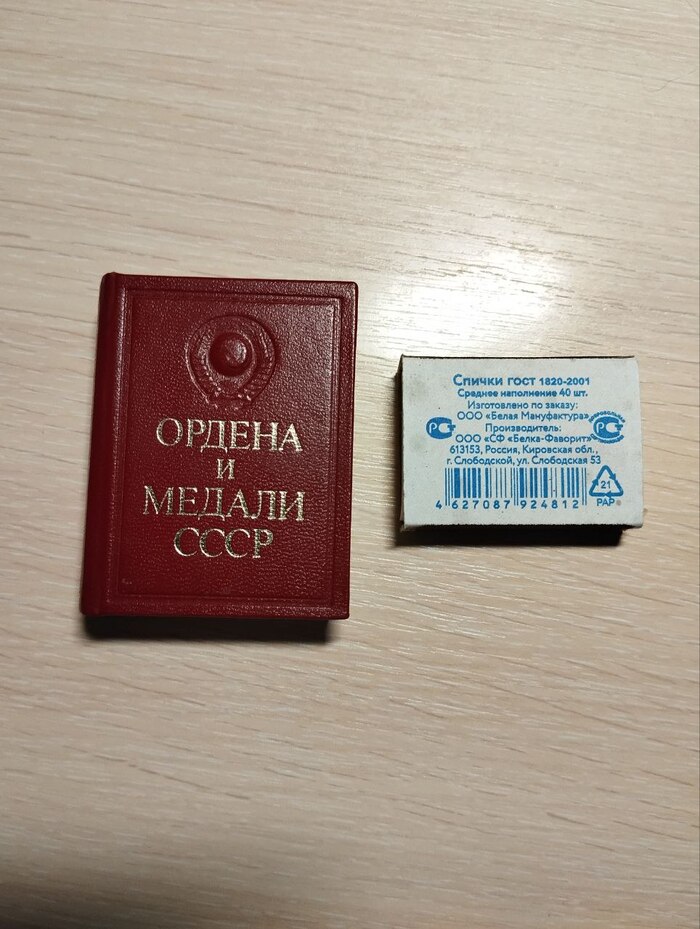 ОРДЕНА
И
МЕДАЛИ
СССР
Спички ГОСТ 1820-2001
Среднее наполнение 40 шт.
Изготовлено по заказу:
ООО «Белая Мануфактура»
Производитель:
ООО «СФ «Белка-Фаворит»
613153, Россия, Кировская обл.,
г. Слободской, ул. Слободская 53
4 627087 924812
21
PAP